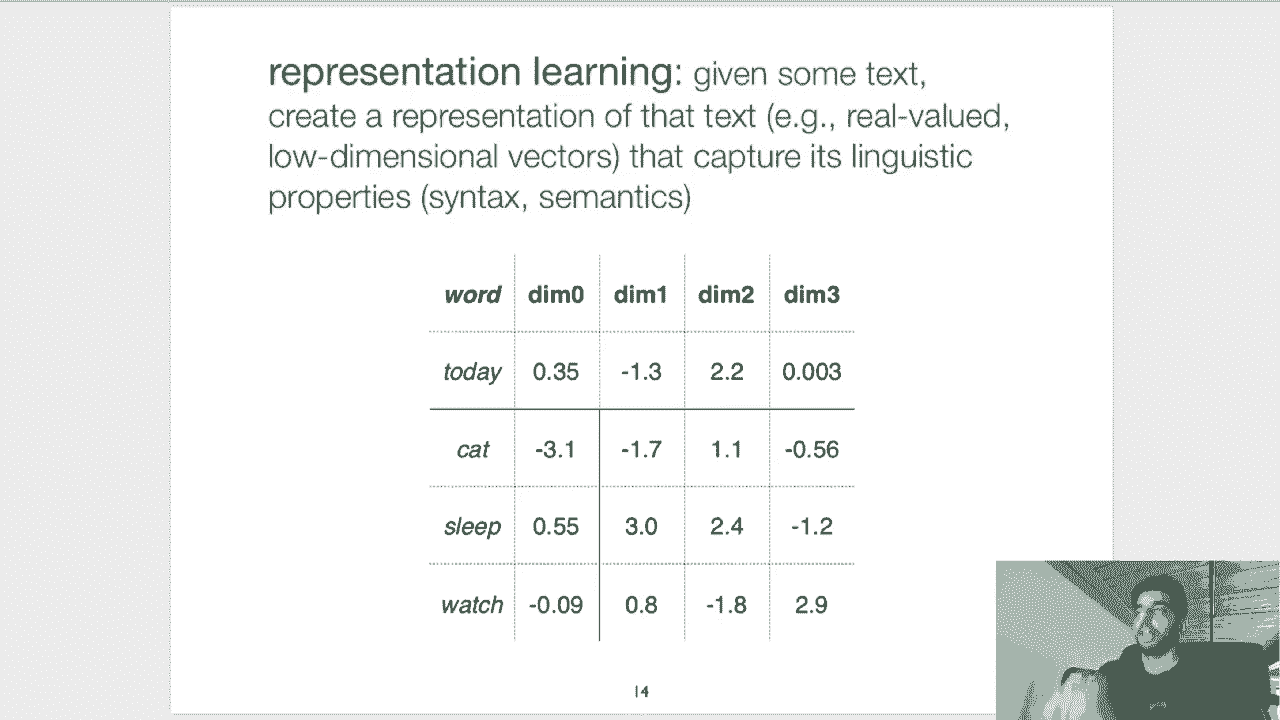 representation learning: given some text,
create a representation of that text (e.g., real-valued,
low-dimensional vectors) that capture its linguistic
properties (syntax, semantics)
word dim0 dim1 dim2 dim3
today 0.35 -1.3 2.2 0.003
cat -3.1 -1.7 1.1 -0.56
sleep 0.55 3.0 2.4 -1.2
watch -0.09 0.8 -1.8 2.9
14